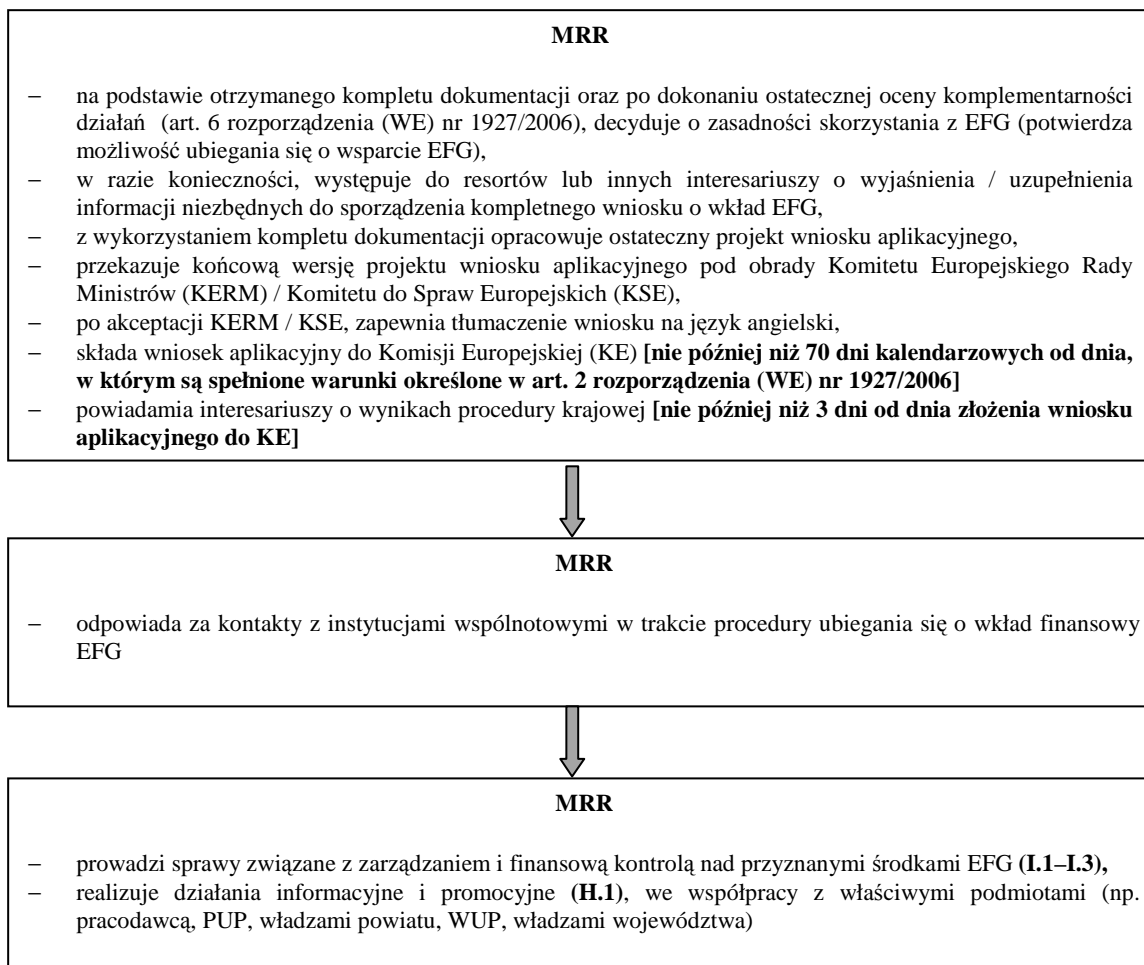 MRR
– na podstawie otrzymanego kompletu dokumentacji oraz po dokonaniu ostatecznej oceny komplementarności
działań (art. 6 rozporządzenia (WE) nr 1927/2006), decyduje o zasadności skorzystania z EFG (potwierdza
możliwość ubiegania się o wsparcie EFG),
– w razie konieczności, występuje do resortów lub innych interesariuszy o wyjaśnienia / uzupełnienia
informacji niezbędnych do sporządzenia kompletnego wniosku o wkład EFG,
– z wykorzystaniem kompletu dokumentacji opracowuje ostateczny projekt wniosku aplikacyjnego,
– przekazuje końcową wersję projektu wniosku aplikacyjnego pod obrady Komitetu Europejskiego Rady
Ministrów (KERM) / Komitetu do Spraw Europejskich (KSE),
– po akceptacji KERM / KSE, zapewnia tłumaczenie wniosku na język angielski,
– składa wniosek aplikacyjny do Komisji Europejskiej (KE) [nie później niż 70 dni kalendarzowych od dnia,
w którym są spełnione warunki określone w art. 2 rozporządzenia (WE) nr 1927/2006]
– powiadamia interesariuszy o wynikach procedury krajowej [nie później niż 3 dni od dnia złożenia wniosku
aplikacyjnego do KE]
MRR
– odpowiada za kontakty z instytucjami wspólnotowymi w trakcie procedury ubiegania się o wkład finansowy
EFG
MRR
– prowadzi sprawy związane z zarządzaniem i finansową kontrolą nad przyznanymi środkami EFG (I.1–I.3),
– realizuje działania informacyjne i promocyjne (H.1), we współpracy z właściwymi podmiotami (np.
pracodawcą, PUP, władzami powiatu, WUP, władzami województwa)